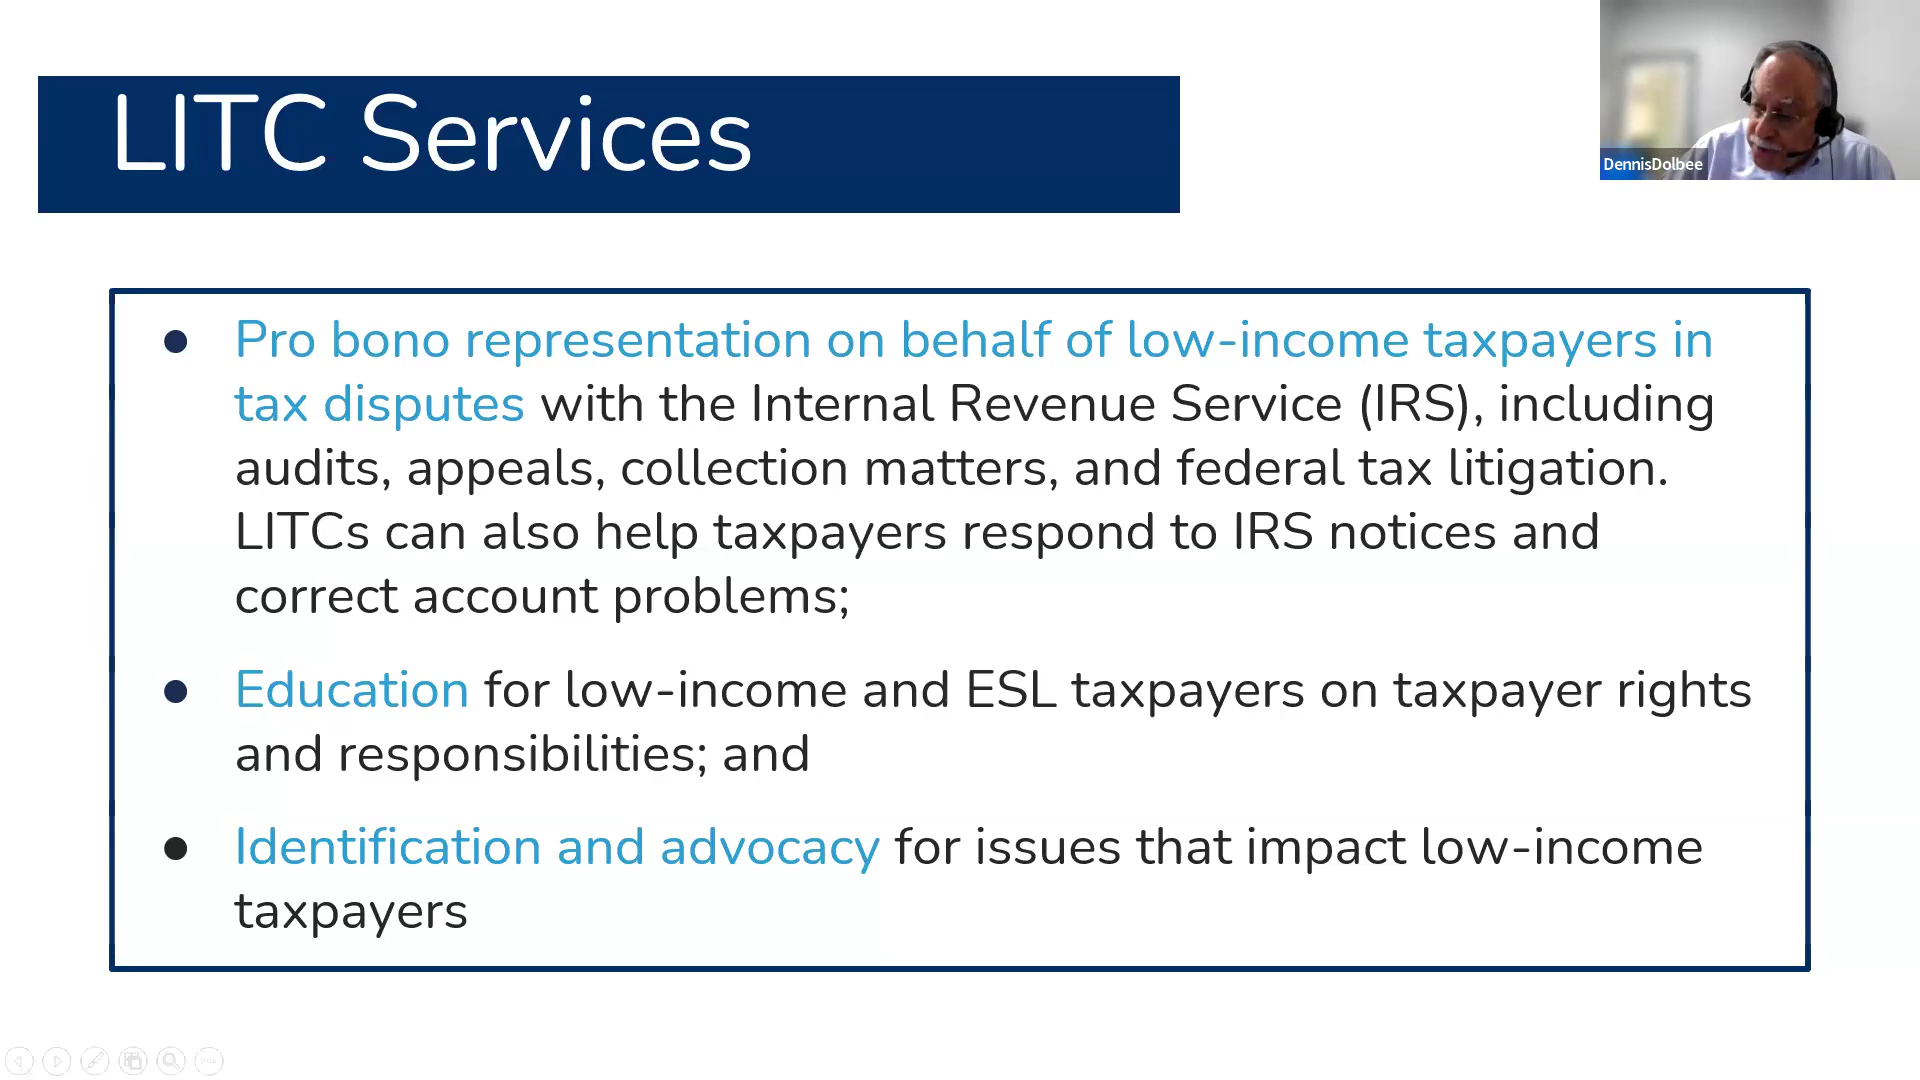 LITC Services
DennisDolbee
● Pro bono representation on behalf of low-income taxpayers in
tax disputes with the Internal Revenue Service (IRS), including
audits, appeals, collection matters, and federal tax litigation.
LITCs can also help taxpayers respond to IRS notices and
correct account problems;
● Education for low-income and ESL taxpayers on taxpayer rights
and responsibilities; and
● Identification and advocacy for issues that impact low-income
taxpayers